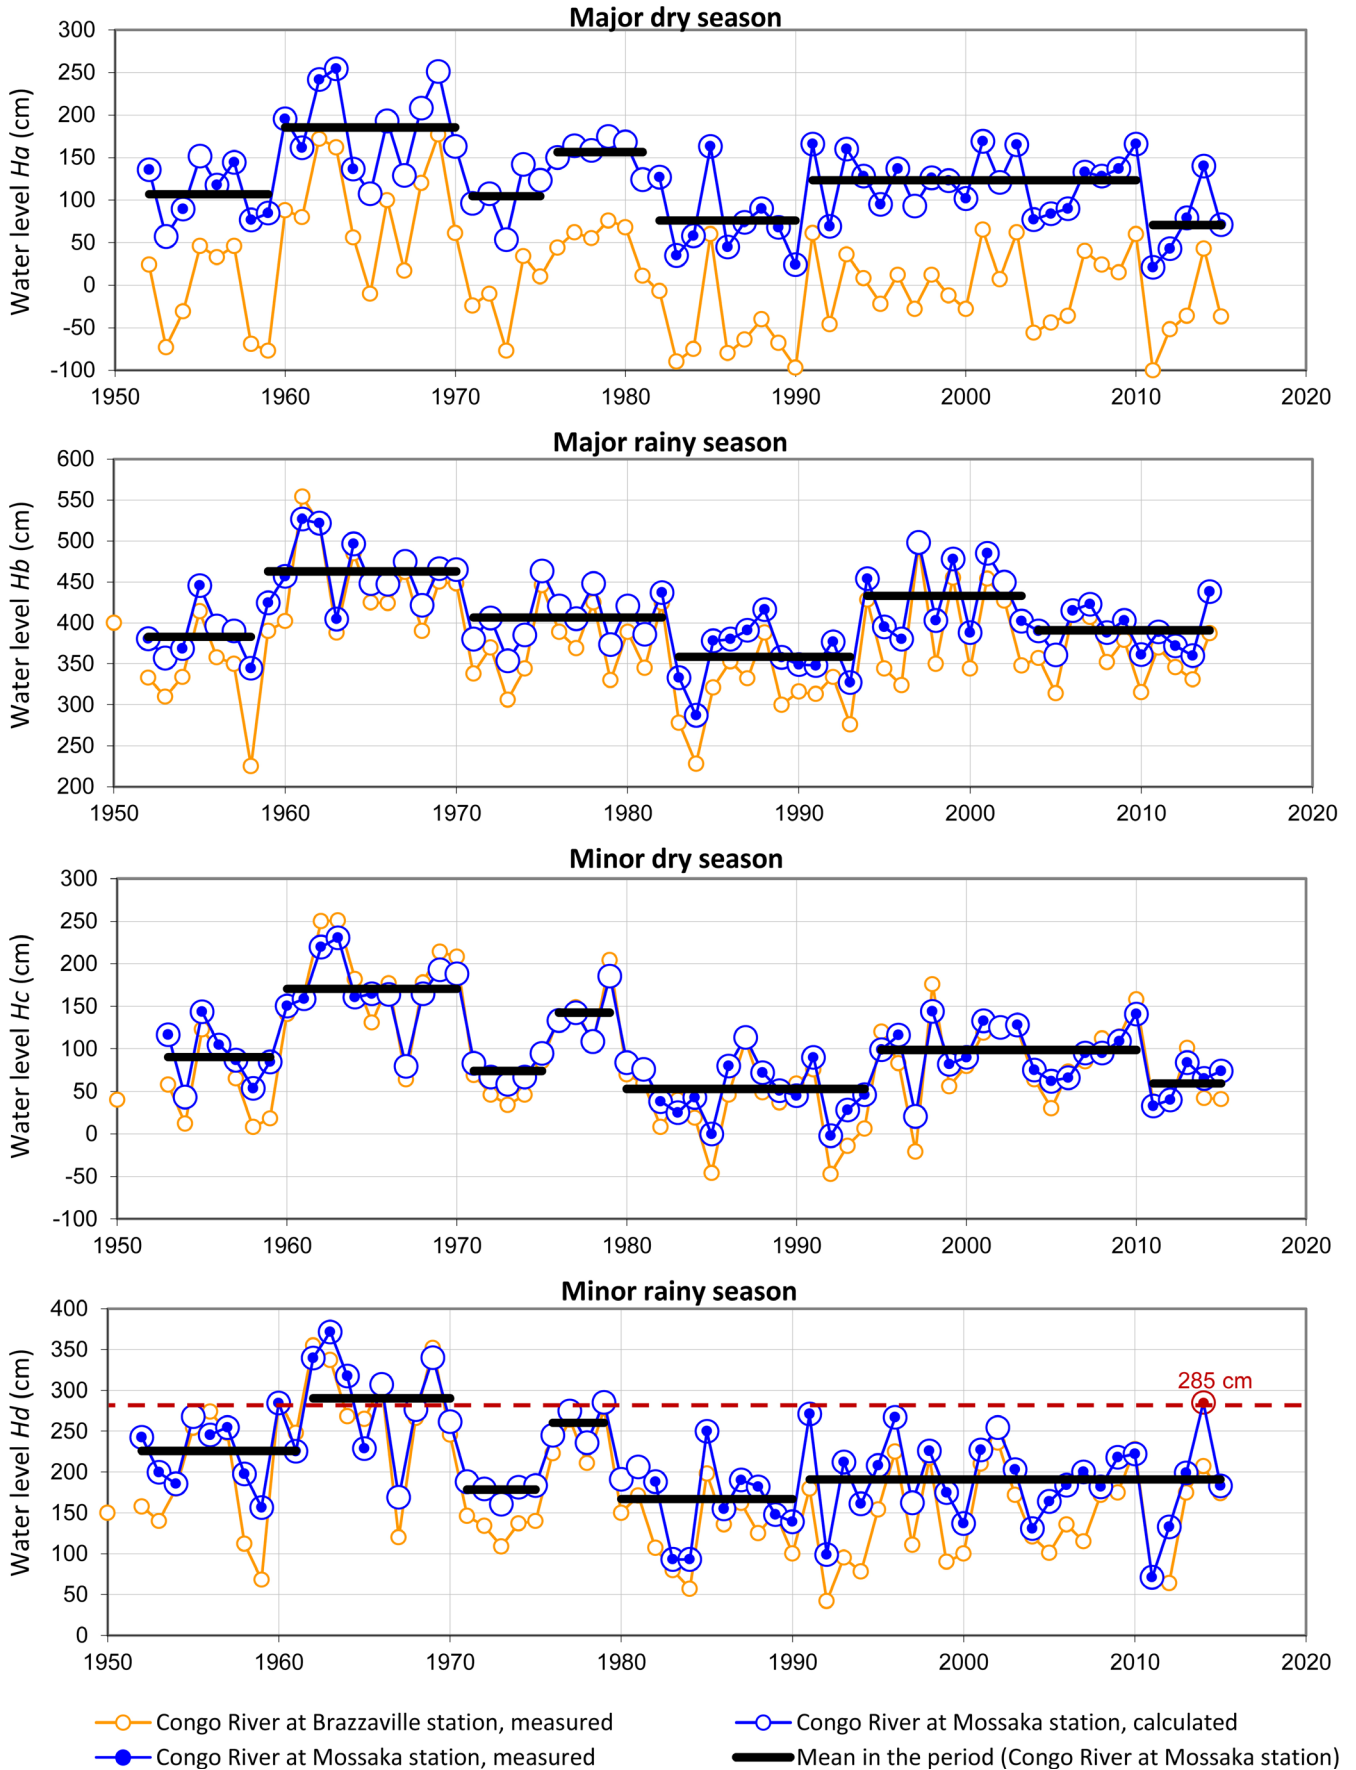 Major dry season
Water level Ha (cm)
300
250
200
150
100
50
0
-50
-100
1950 1960 1970 1980 1990 2000 2010 2020
Major rainy season
Water level Hb (cm)
600
550
500
450
400
350
300
250
200
1950 1960 1970 1980 1990 2000 2010 2020
Minor dry season
Water level Hc (cm)
300
250
200
150
100
50
0
-50
-100
1950 1960 1970 1980 1990 2000 2010 2020
Minor rainy season
Water level Hd (cm)
400
350
300
250
200
150
100
50
0
285 cm
1950 1960 1970 1980 1990 2000 2010 2020
Congo River at Brazzaville station, measured
Congo River at Mossaka station, calculated
Congo River at Mossaka station, measured
Mean in the period (Congo River at Mossaka station)